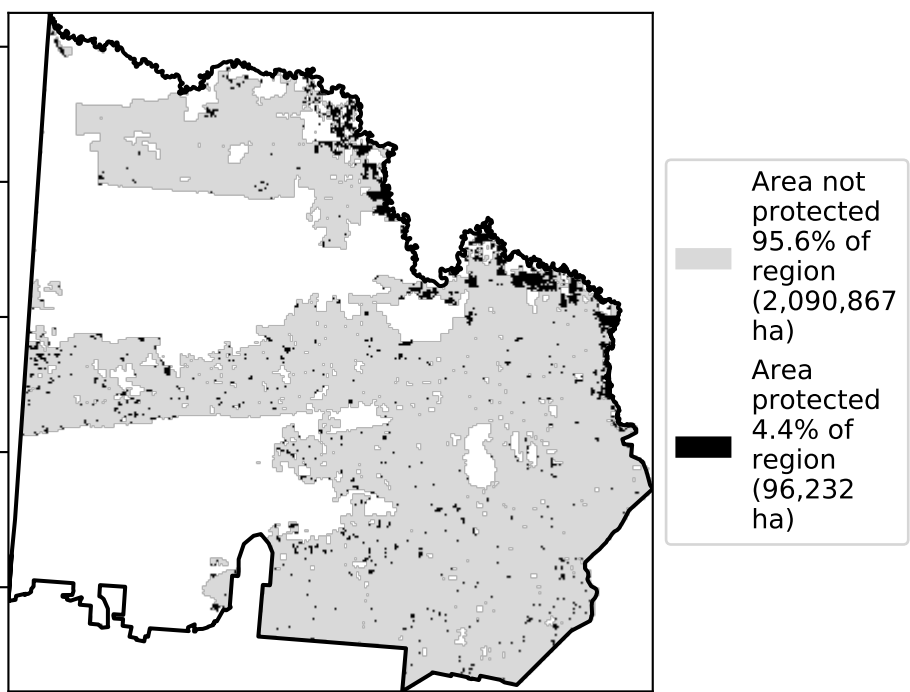 Area not
protected
95.6% of
region
(2,090,867
ha)
Area
protected
4.4% of
region
(96,232
ha)